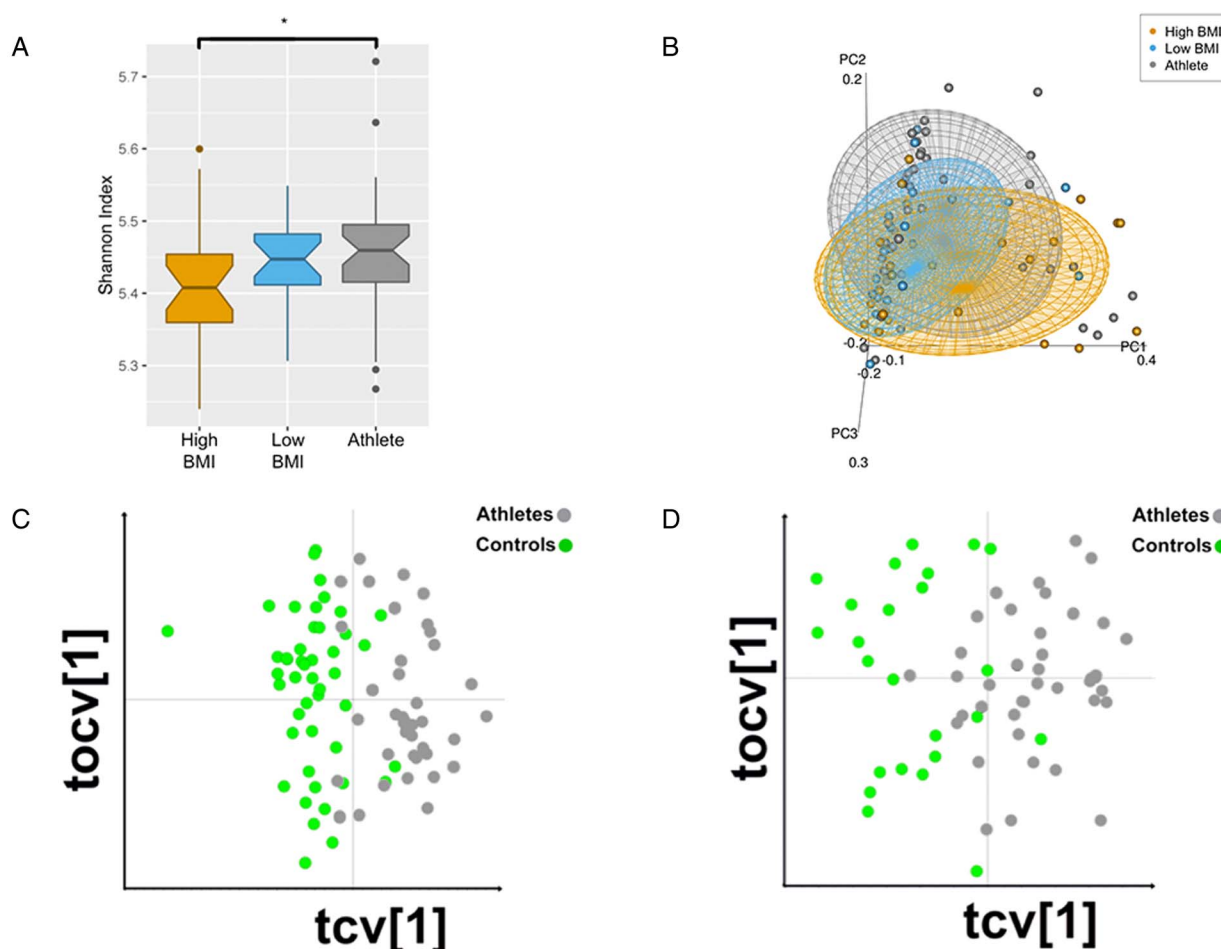 A
*
Shannon Index
5.7
5.6
5.5
5.4
5.3
High
BMI
Low
BMI
Athlete
B
High BMI
Low BMI
Athlete
PC2
0.2
-0.2
-0.1
-0.2
PC1
0.4
PC3
0.3
C
Athletes
Controls
tocv[1]
tcv[1]
D
Athletes
Controls
tocv[1]
tcv[1]